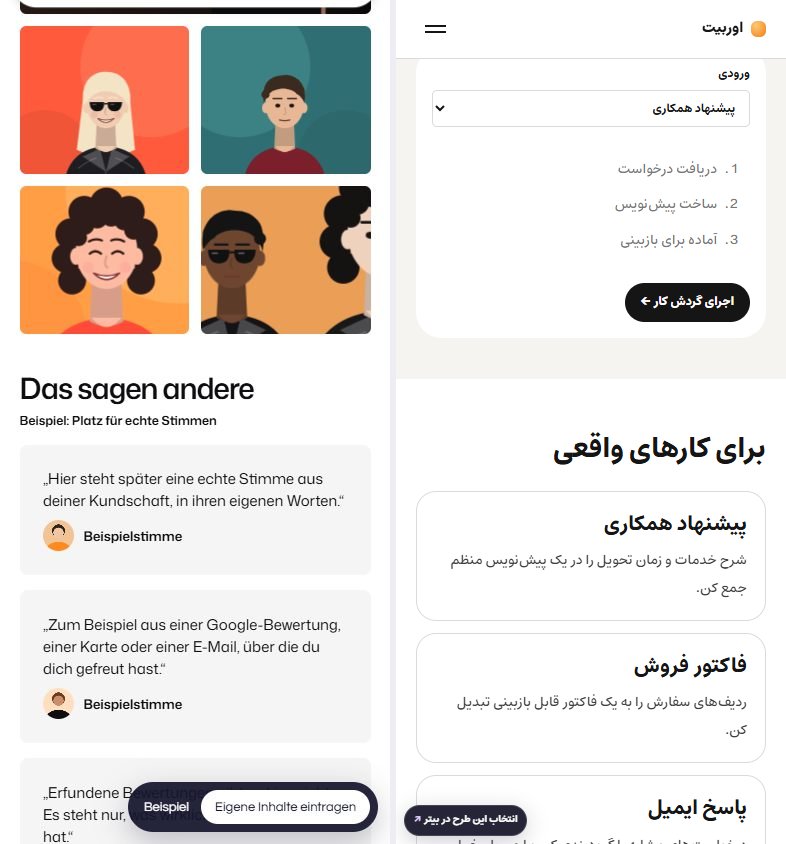 Das sagen andere
Beispiel: Platz für echte Stimmen
„Hier steht später eine echte Stimme aus
deiner Kundschaft, in ihren eigenen Worten.“
Beispielstimme
„Zum Beispiel aus einer Google-Bewertung,
einer Karte oder einer E-Mail, über die du
dich gefreut hast.“
Beispielstimme
„Erfundene
Es steht nur,
hat.“
Beispiel
Eigene Inhalte eintragen
اوربیت
ورودی
پیشنهاد همکاری
1. دریافت درخواست
2. ساخت پیش‌نویس
3. آماده برای بازبینی
اجرای گردش کار ←
برای کارهای واقعی
پیشنهاد همکاری
شرح خدمات و زمان تحویل را در یک پیش‌نویس منظم
جمع کن.
فاکتور فروش
ردیف‌های سفارش را به یک فاکتور قابل بازبینی تبدیل
کن.
پاسخ ایمیل
انتخاب این طرح در بیتر ↗